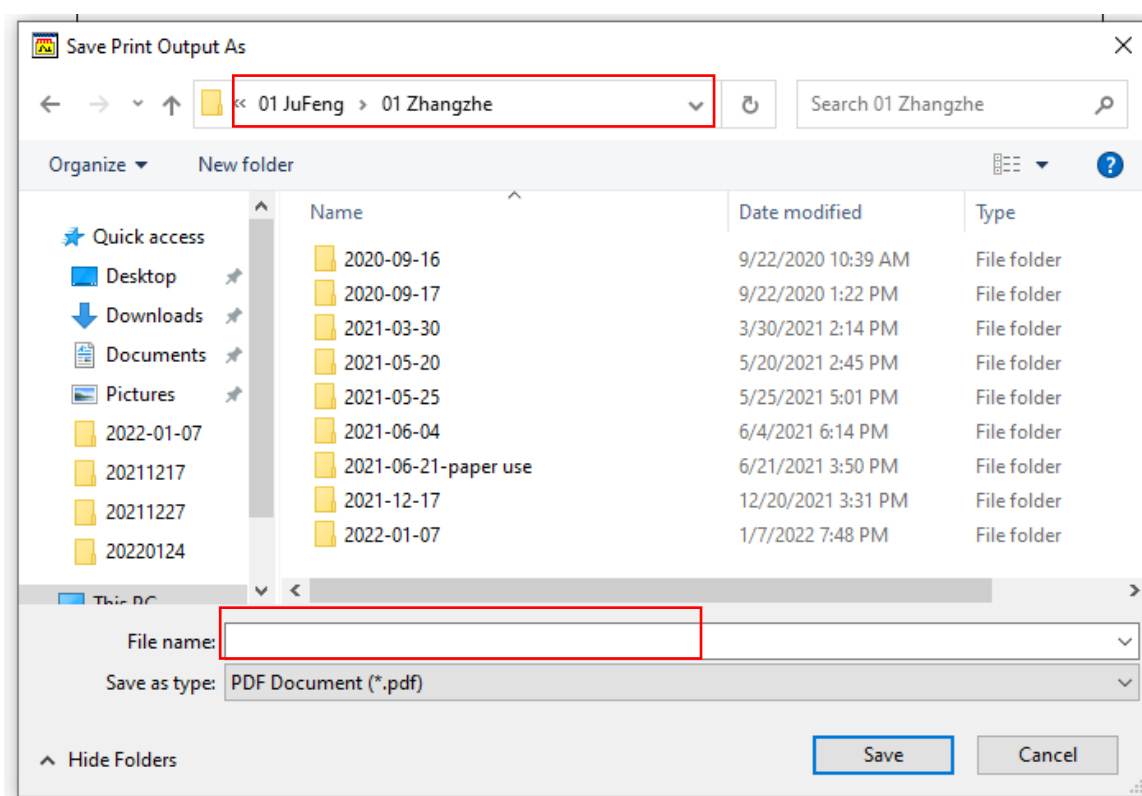 Save Print Output As
« 01 JuFeng > 01 Zhangzhe
Search 01 Zhangzhe
Organize
New folder
Name
Date modified
Type
Quick access
Desktop
Downloads
Documents
Pictures
2022-01-07
20211217
20211227
20220124
This PC
2020-09-16 9/22/2020 10:39 AM File folder
2020-09-17 9/22/2020 1:22 PM File folder
2021-03-30 3/30/2021 2:14 PM File folder
2021-05-20 5/20/2021 2:45 PM File folder
2021-05-25 5/25/2021 5:01 PM File folder
2021-06-04 6/4/2021 6:14 PM File folder
2021-06-21-paper use 6/21/2021 3:50 PM File folder
2021-12-17 12/20/2021 3:31 PM File folder
2022-01-07 1/7/2022 7:48 PM File folder
File name:
Save as type: PDF Document (*.pdf)
Hide Folders
Save
Cancel